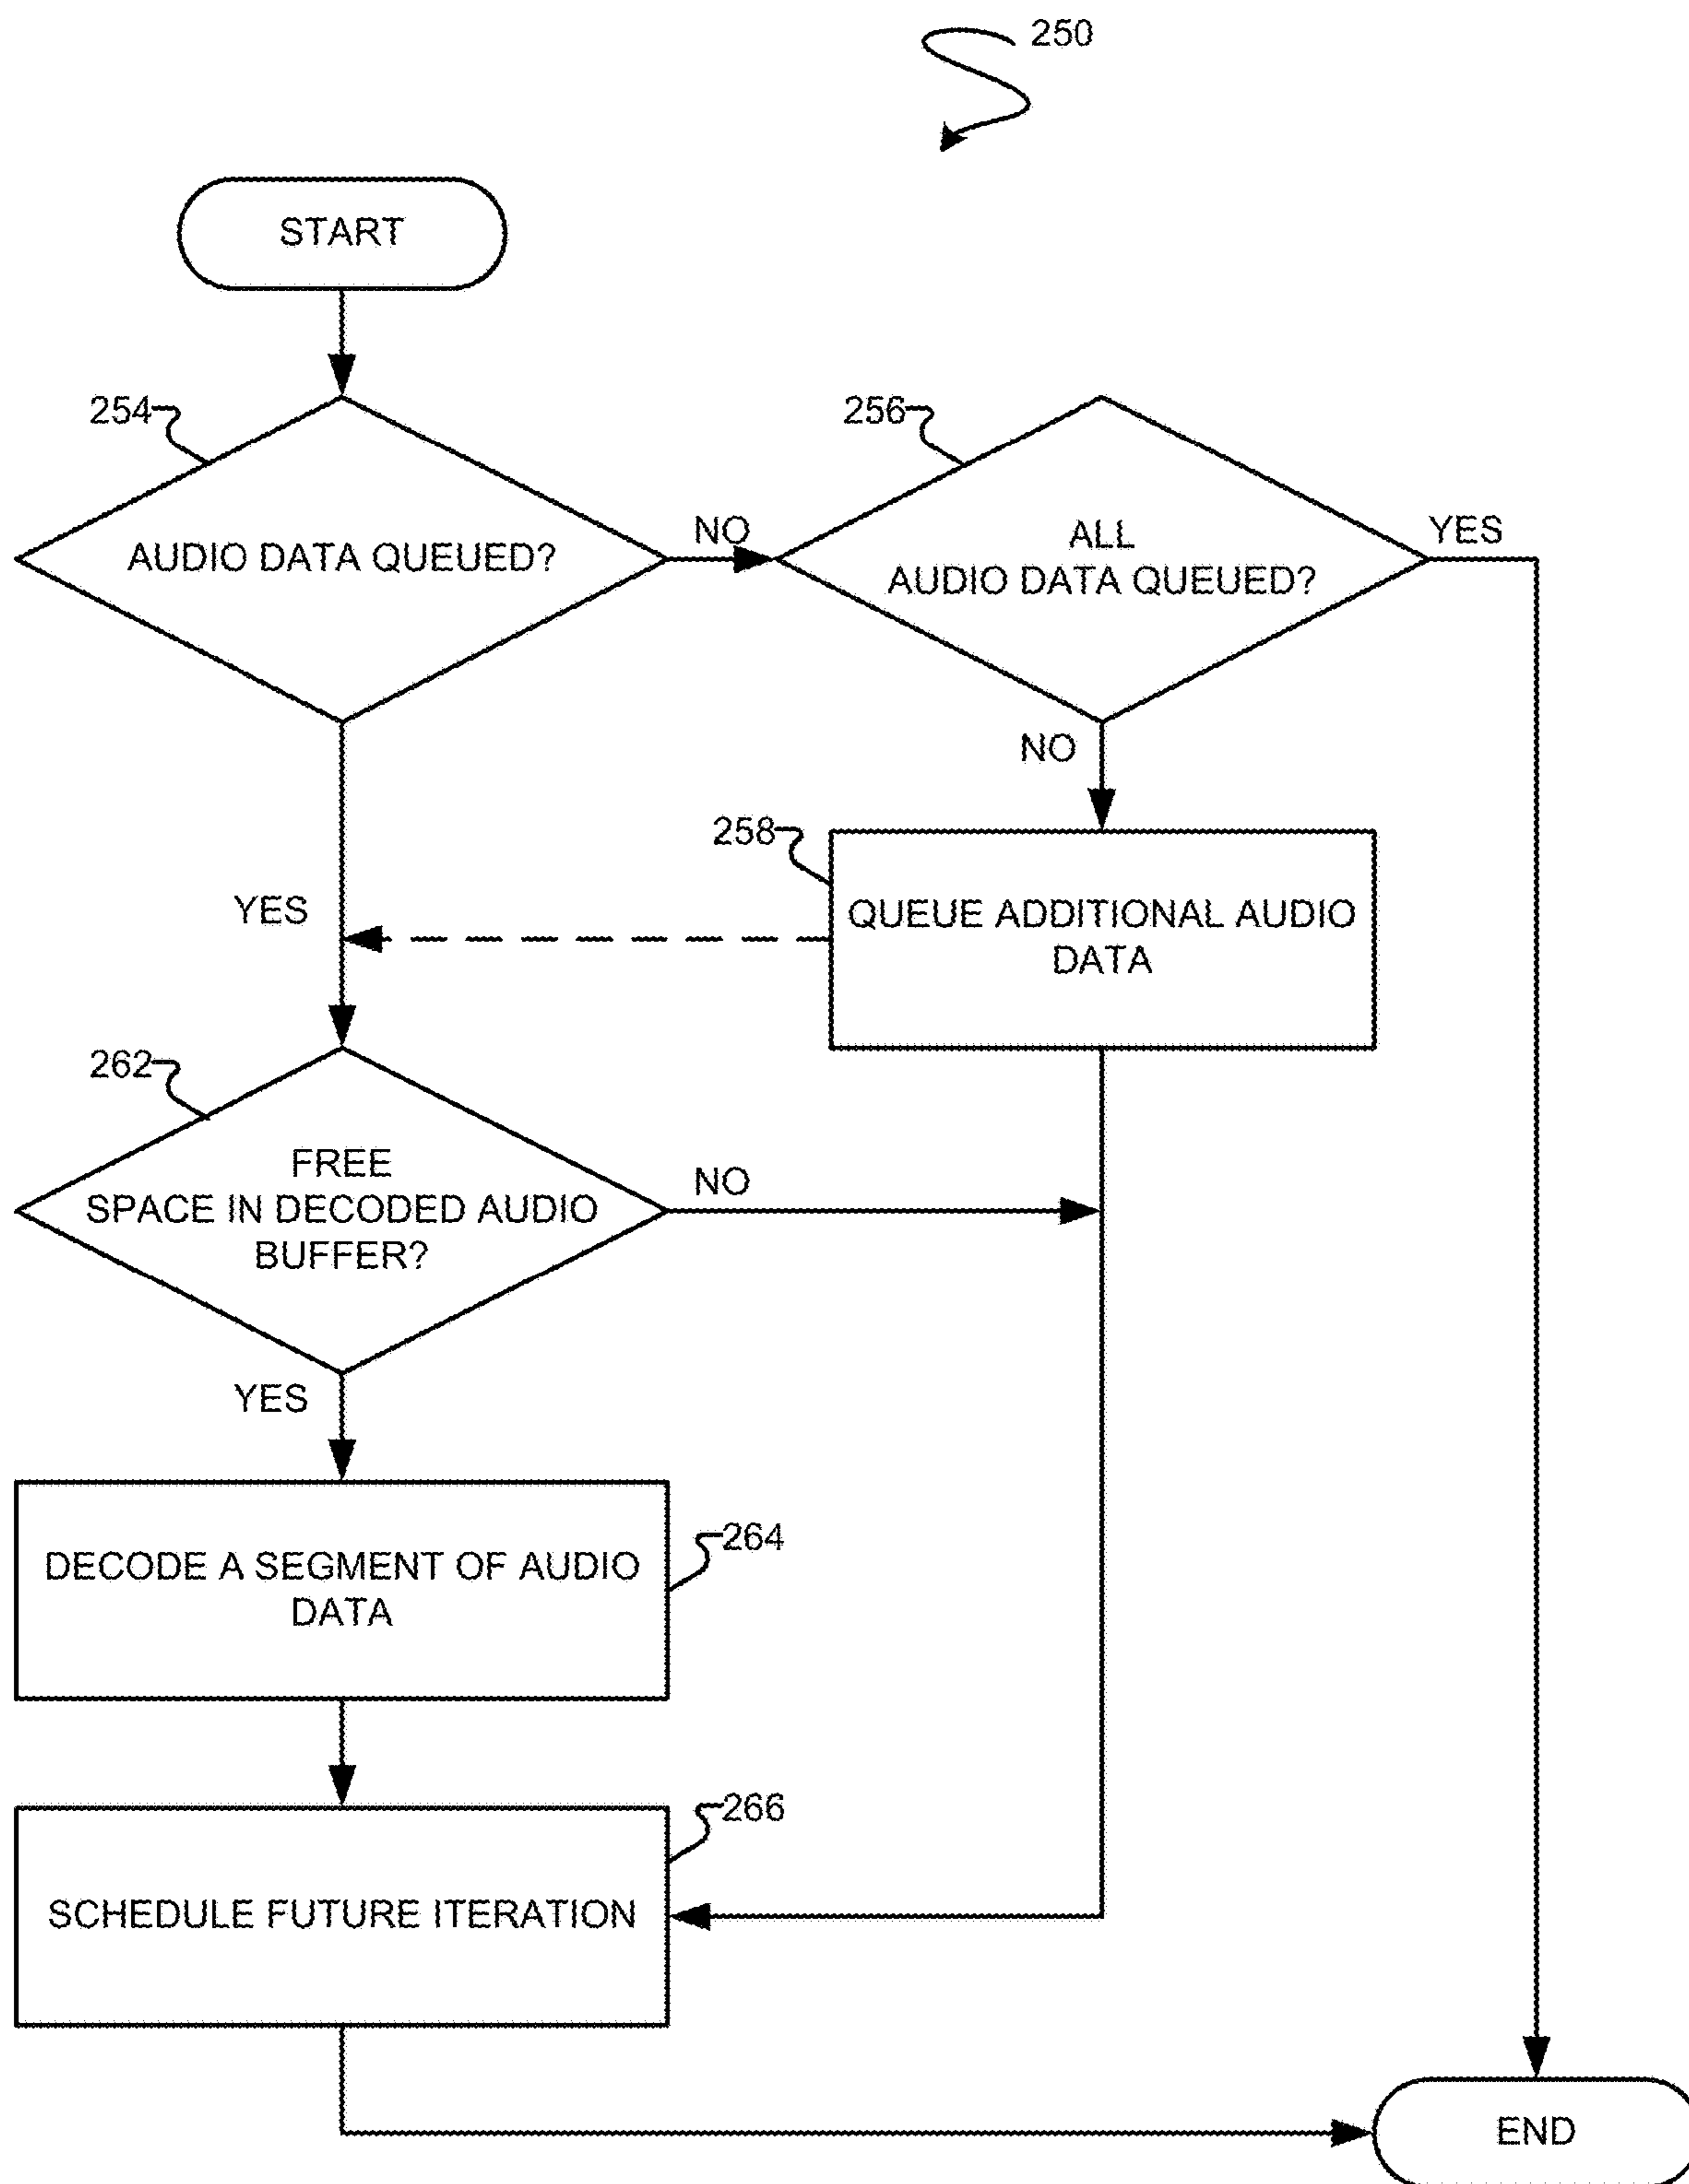 250
START
254
AUDIO DATA QUEUED?
NO
256
ALL
AUDIO DATA QUEUED?
YES
NO
258
QUEUE ADDITIONAL AUDIO
DATA
YES
262
FREE
SPACE IN DECODED AUDIO
BUFFER?
NO
YES
264
DECODE A SEGMENT OF AUDIO
DATA
266
SCHEDULE FUTURE ITERATION
END